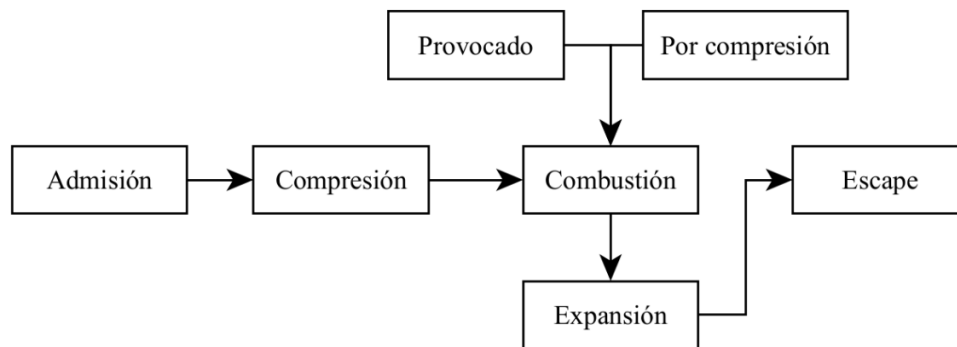 Provocado
Por compresión
Admisión
Compresión
Combustión
Escape
Expansión